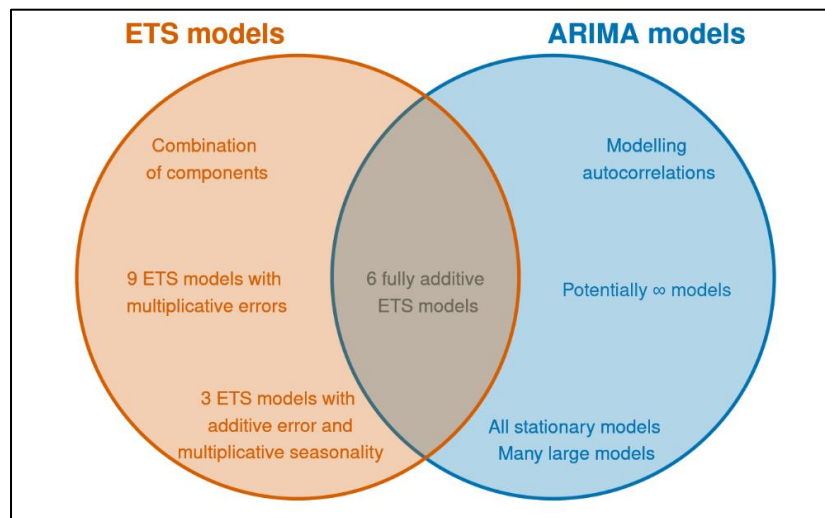 ETS models
ARIMA models
Combination
of components
Modelling
autocorrelations
9 ETS models with
multiplicative errors
6 fully additive
ETS models
Potentially ∞ models
3 ETS models with
additive error and
multiplicative seasonality
All stationary models
Many large models